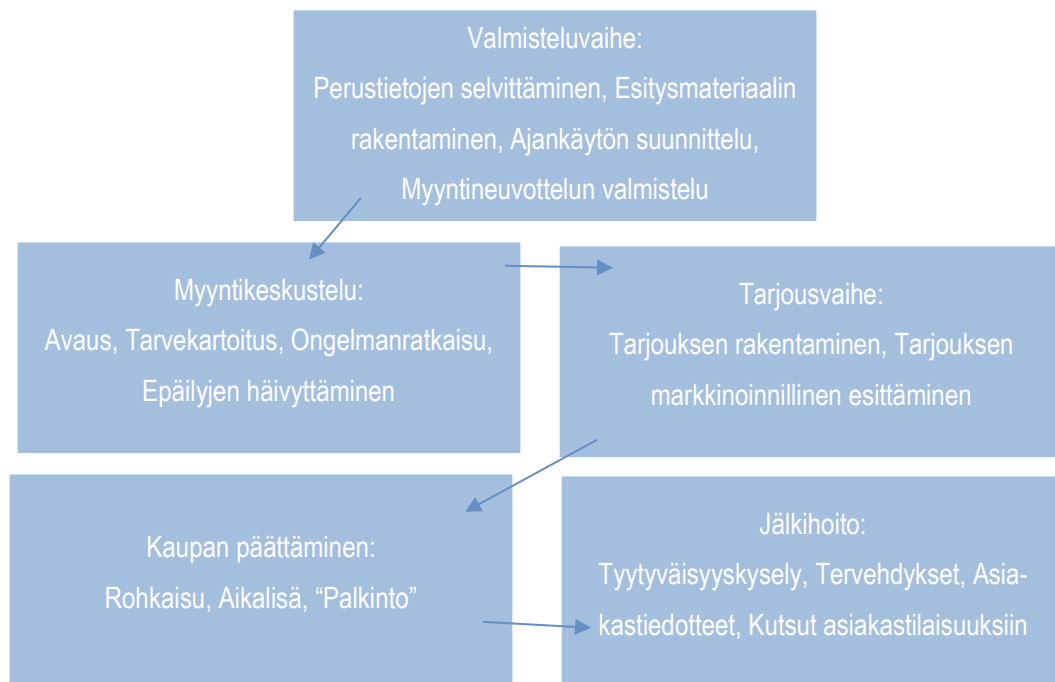 Valmisteluvaihe:
Perustietojen selvittäminen, Esitysmateriaalin
rakentaminen, Ajankäytön suunnittelu,
Myyntineuvottelun valmistelu
Myyntikeskustelu:
Avaus, Tarvekartoitus, Ongelmanratkaisu,
Epäilyjen häivyttäminen
Tarjousvaihe:
Tarjouksen rakentaminen, Tarjouksen
markkinoinnillinen esittäminen
Kaupan päättäminen:
Rohkaisu, Aikalisä, “Palkinto”
Jälkihoito:
Tyytyväisyyskysely, Tervehdykset, Asia-
kastiedotteet, Kutsut asiakastilaisuuksiin